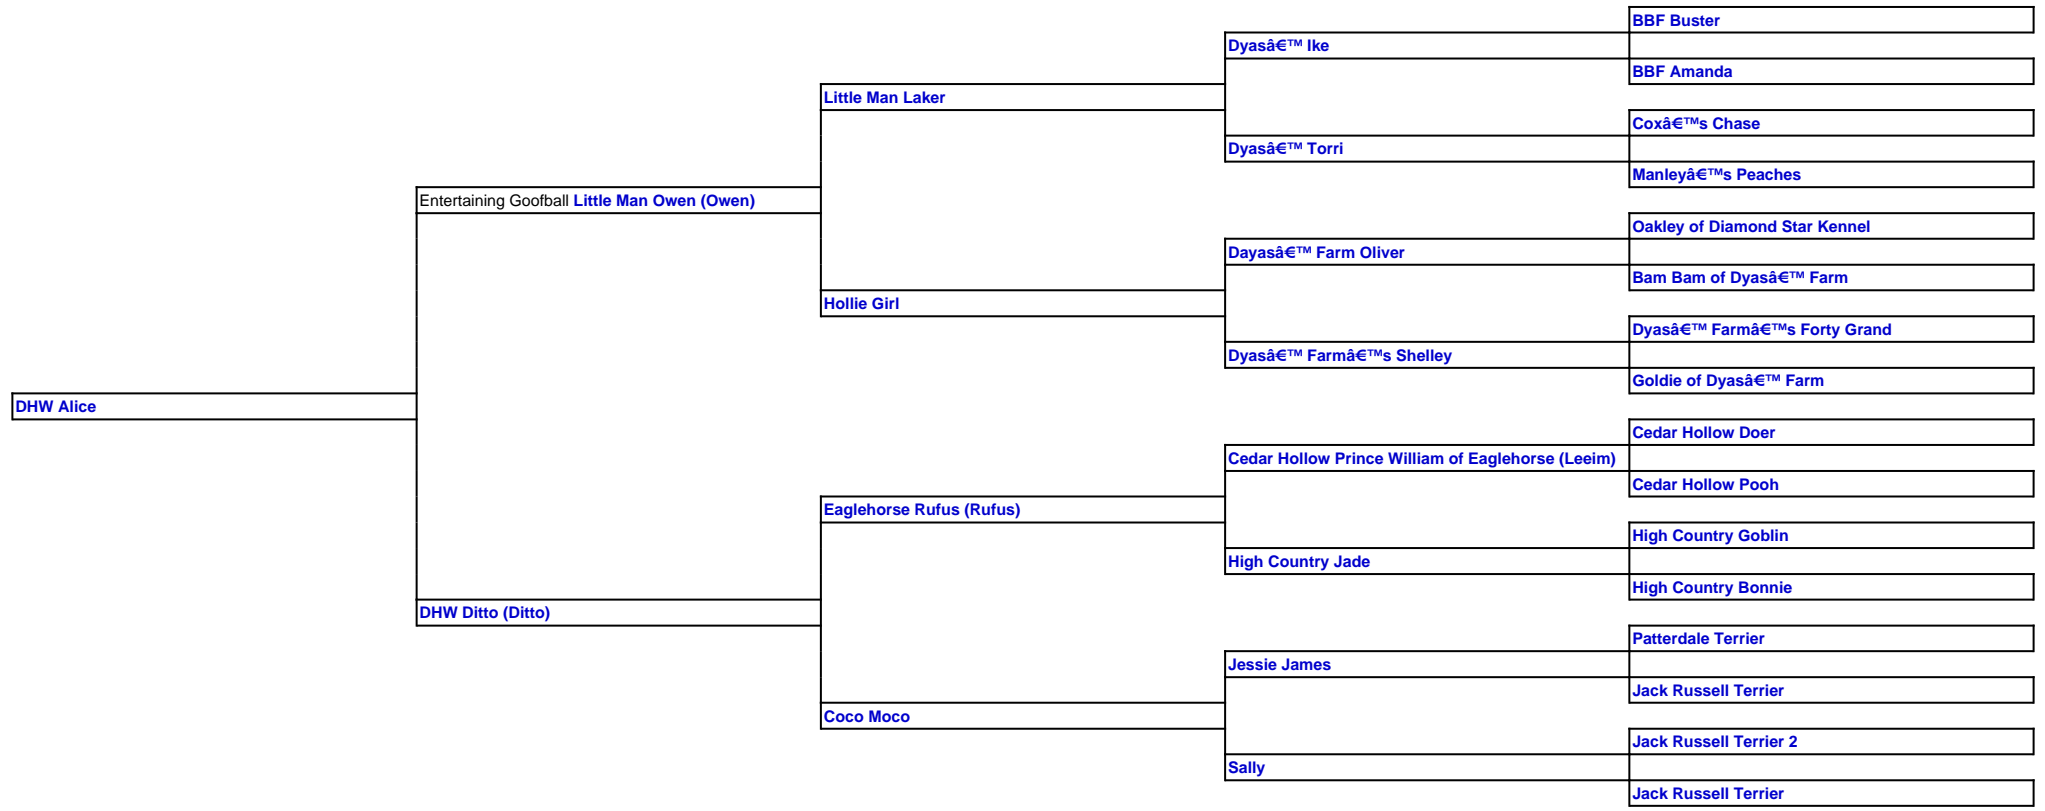 BBF Buster
Dyasâ€™ Ike
BBF Amanda
Little Man Laker
Coxâ€™s Chase
Dyasâ€™ Torri
Manleyâ€™s Peaches
Entertaining Goofball Little Man Owen (Owen)
Oakley of Diamond Star Kennel
Dayasâ€™ Farm Oliver
Bam Bam of Dyasâ€™ Farm
Hollie Girl
Dyasâ€™ Farmâ€™s Forty Grand
Dyasâ€™ Farmâ€™s Shelley
Goldie of Dyasâ€™ Farm
DHW Alice
Cedar Hollow Doer
Cedar Hollow Prince William of Eaglehorse (Leeim)
Cedar Hollow Pooh
Eaglehorse Rufus (Rufus)
High Country Goblin
High Country Jade
High Country Bonnie
DHW Ditto (Ditto)
Patterdale Terrier
Jessie James
Jack Russell Terrier
Coco Moco
Jack Russell Terrier 2
Sally
Jack Russell Terrier